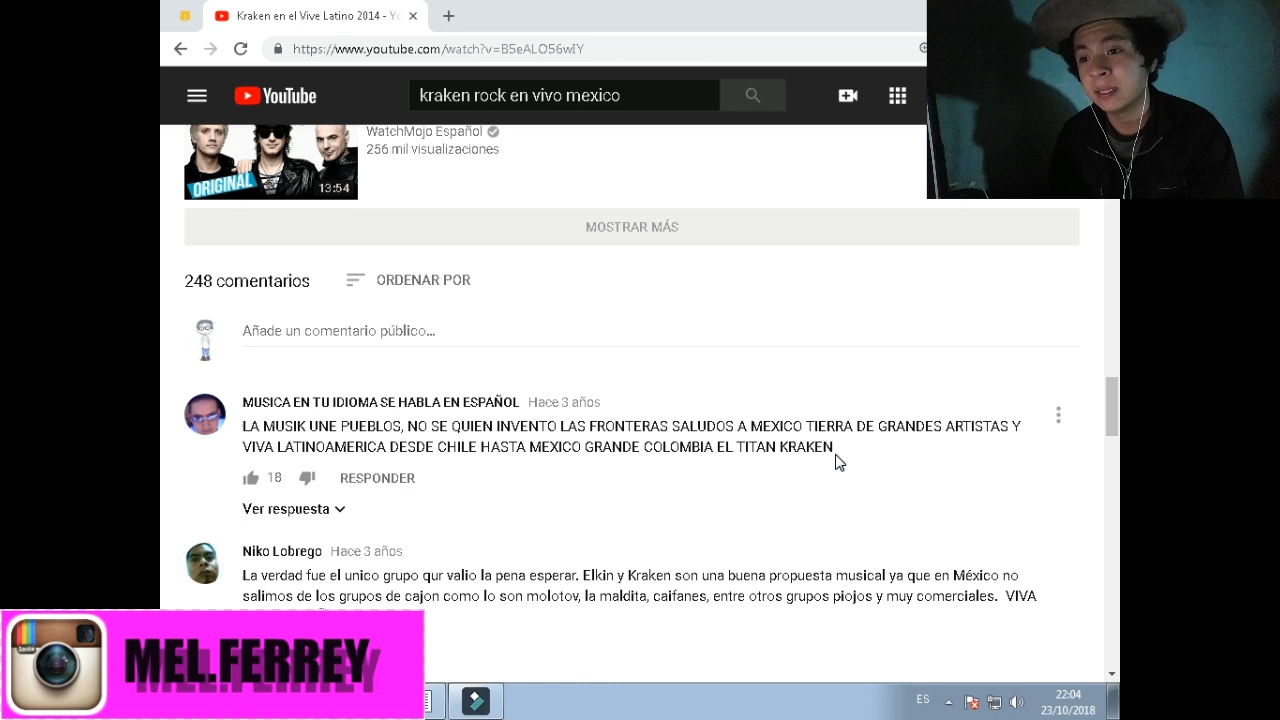 Kraken en el Vive Latino 2014 - Yo
https://www.youtube.com/watch?v=B5eALO56wIY
YouTube
kraken rock en vivo mexico
WatchMojo Español
256 mil visualizaciones
ORIGINAL
13:54
MOSTRAR MÁS
248 comentarios
ORDENAR POR
Añade un comentario público...
MUSICA EN TU IDIOMA SE HABLA EN ESPAÑOL Hace 3 años
LA MUSIK UNE PUEBLOS, NO SE QUIEN INVENTO LAS FRONTERAS SALUDOS A MEXICO TIERRA DE GRANDES ARTISTAS Y
VIVA LATINOAMERICA DESDE CHILE HASTA MEXICO GRANDE COLOMBIA EL TITAN KRAKEN
18 RESPONDER
Ver respuesta
Niko Lobrego Hace 3 años
La verdad fue el unico grupo qur valio la pena esperar. Elkin y Kraken son una buena propuesta musical ya que en México no
salimos de los grupos de cajon como lo son molotov, la maldita, caifanes, entre otros grupos piojos y muy comerciales. VIVA
MEL.FERREY
ES
22:04
23/10/2018